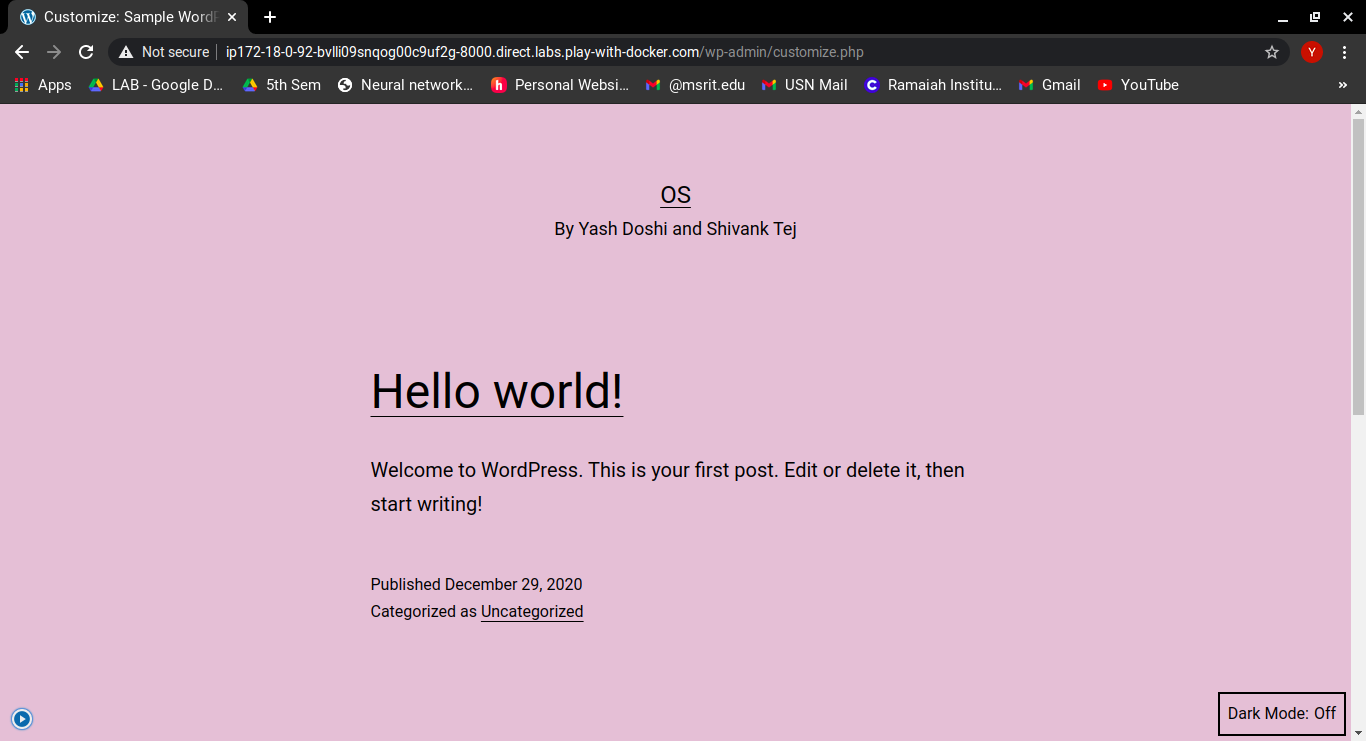 Customize: Sample WordP
Not secure
ip172-18-0-92-bvlli09snqog00c9uf2g-8000.direct.labs.play-with-docker.com/wp-admin/customize.php
Y
Apps
LAB - Google D…
5th Sem
Neural network…
Personal Websi…
@msrit.edu
USN Mail
Ramaiah Institu…
Gmail
YouTube
»
OS
By Yash Doshi and Shivank Tej
Hello world!
Welcome to WordPress. This is your first post. Edit or delete it, then
start writing!
Published December 29, 2020
Categorized as Uncategorized
Dark Mode: Off